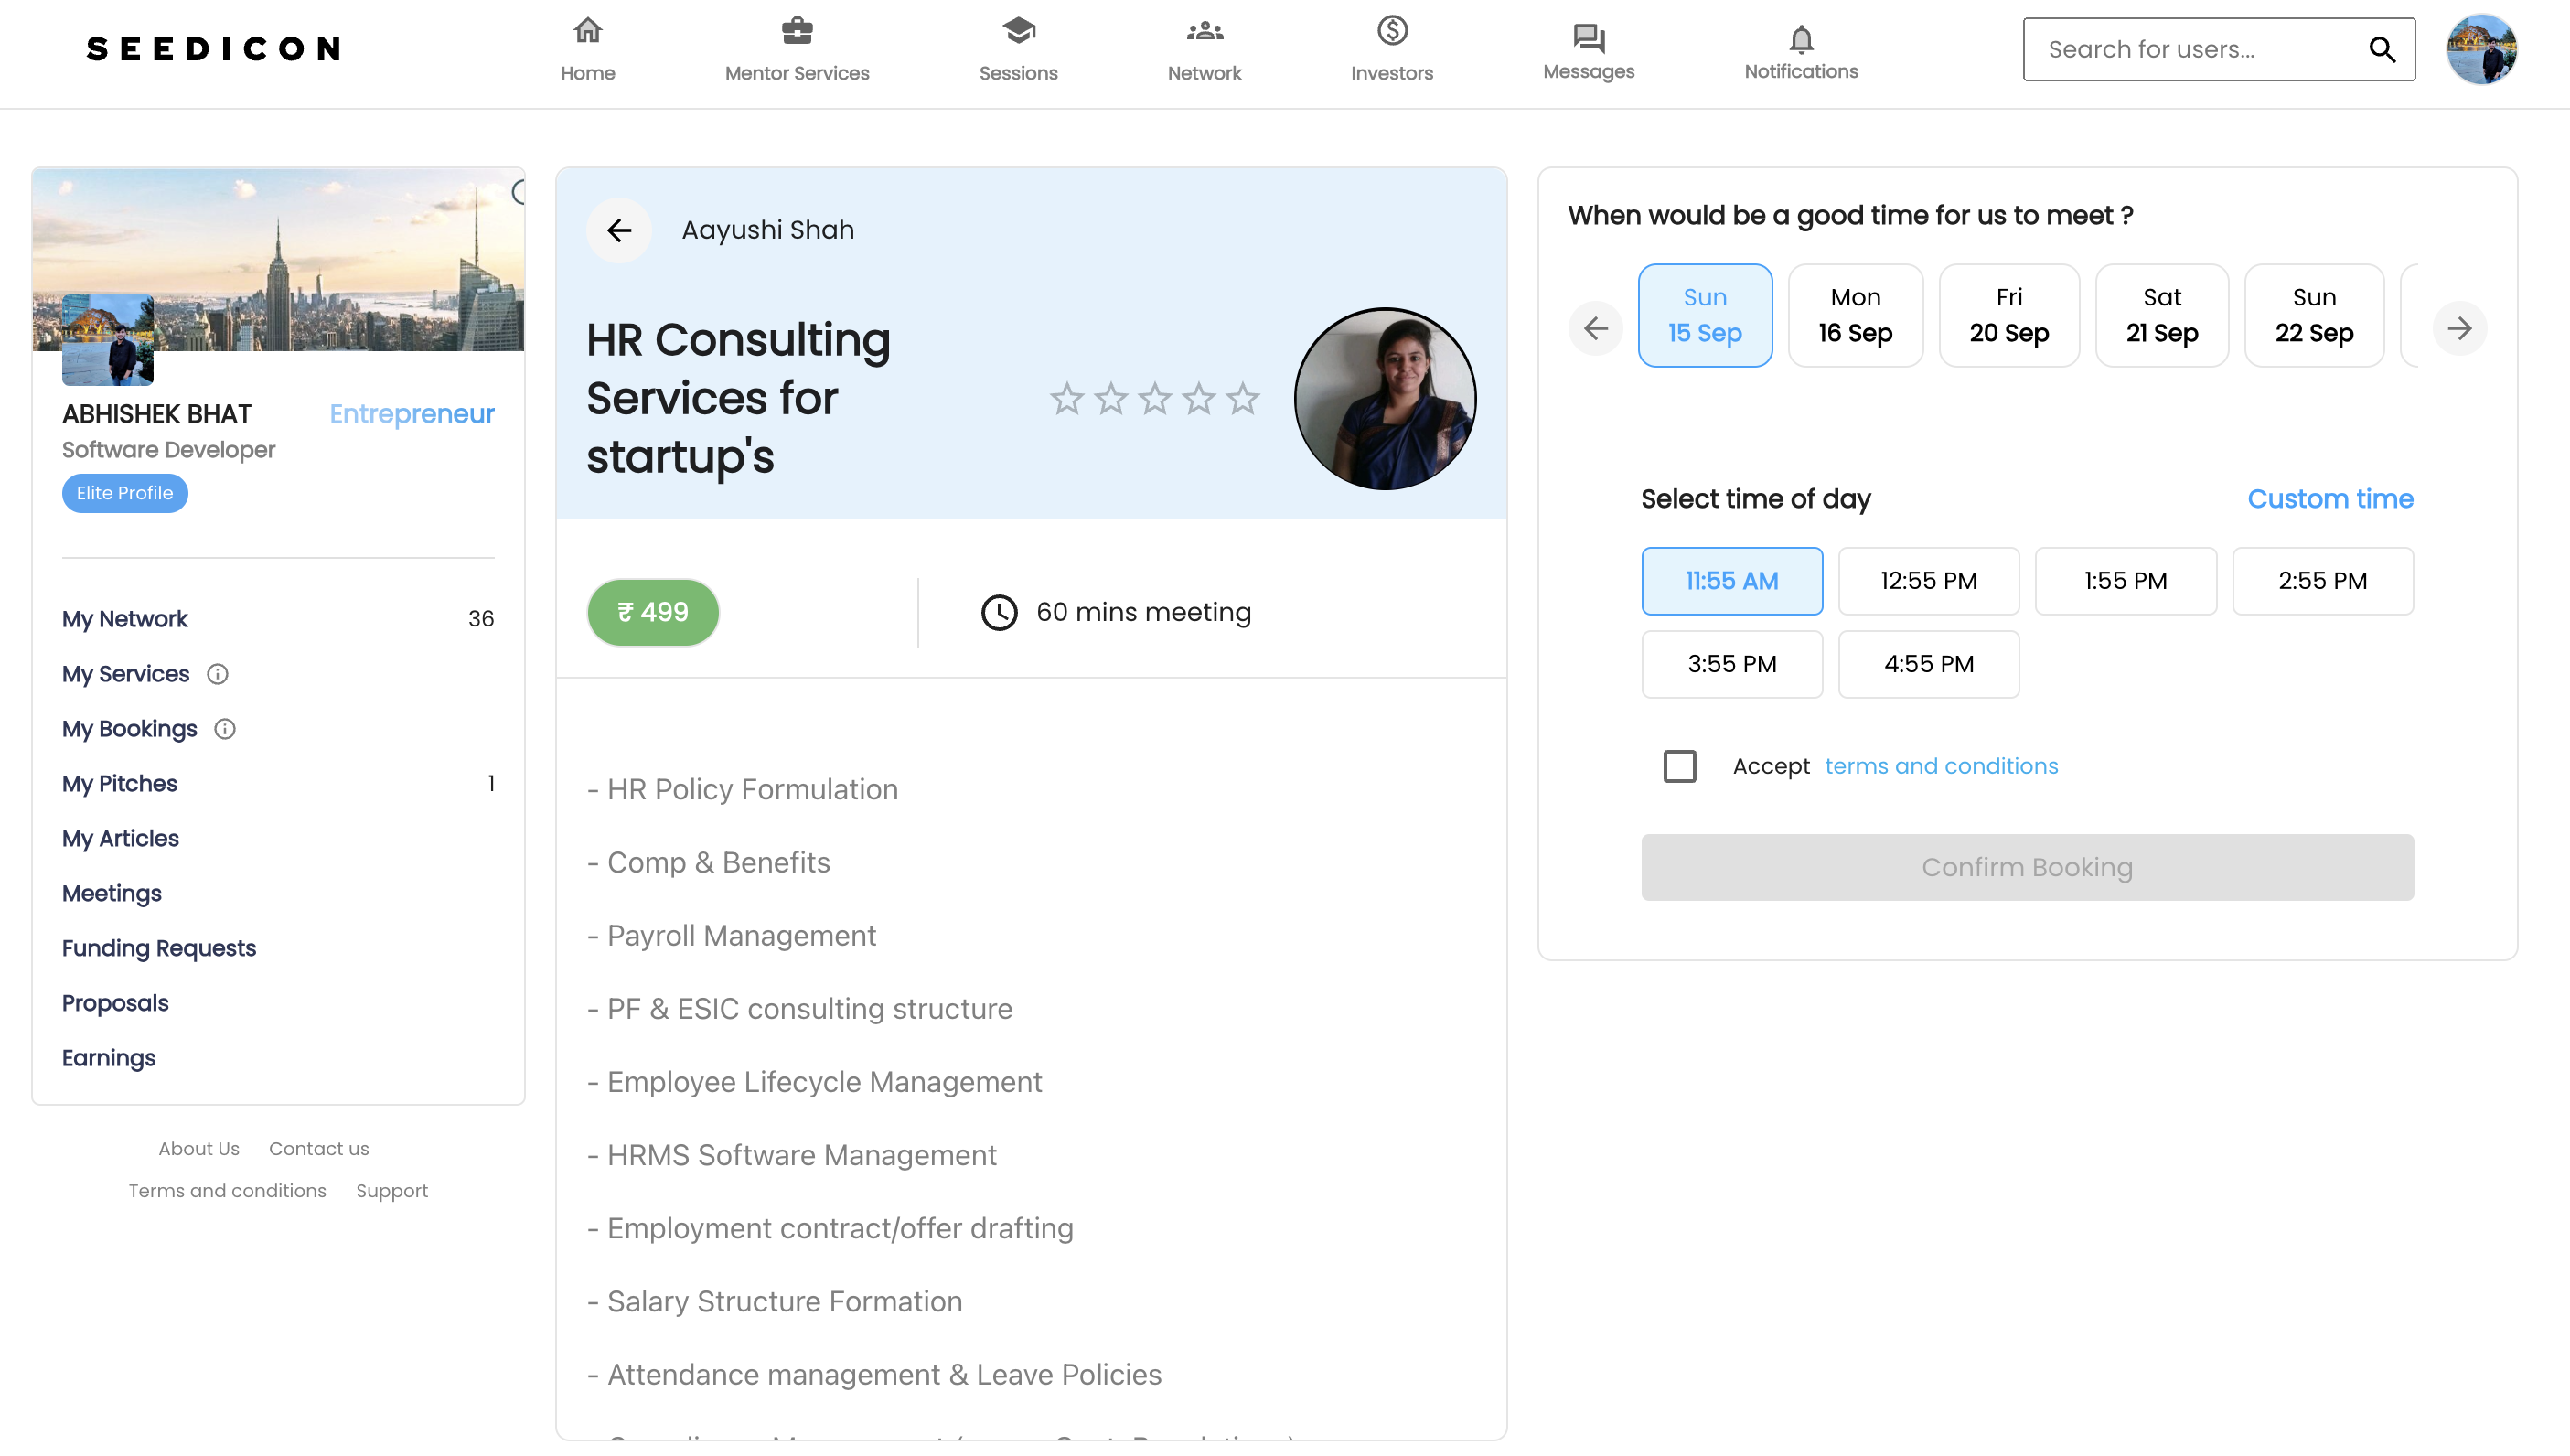 SEEDICON
Home
Mentor Services
Sessions
Network
Investors
Messages
Notifications
Search for users...
ABHISHEK BHAT
Entrepreneur
Software Developer
Elite Profile
My Network 36
My Services
My Bookings
My Pitches 1
My Articles
Meetings
Funding Requests
Proposals
Earnings
About Us Contact us
Terms and conditions Support
Aayushi Shah
HR Consulting
Services for
startup's
₹ 499
60 mins meeting
- HR Policy Formulation
- Comp & Benefits
- Payroll Management
- PF & ESIC consulting structure
- Employee Lifecycle Management
- HRMS Software Management
- Employment contract/offer drafting
- Salary Structure Formation
- Attendance management & Leave Policies
When would be a good time for us to meet ?
Sun
15 Sep
Mon
16 Sep
Fri
20 Sep
Sat
21 Sep
Sun
22 Sep
Select time of day
Custom time
11:55 AM
12:55 PM
1:55 PM
2:55 PM
3:55 PM
4:55 PM
Accept terms and conditions
Confirm Booking